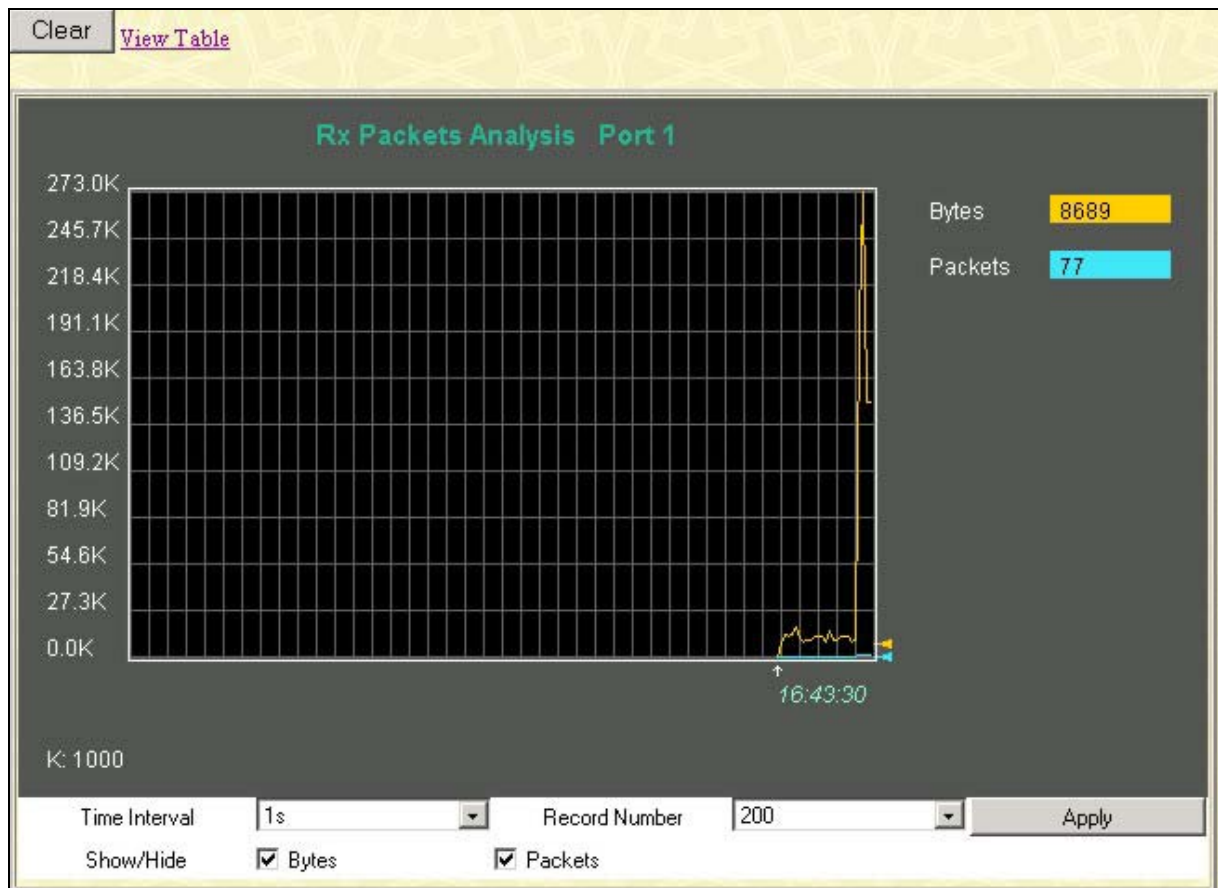 Clear View Table
Rx Packets Analysis Port 1
273.0K
245.7K
218.4K
191.1K
163.8K
136.5K
109.2K
81.9K
54.6K
27.3K
0.0K
Bytes 8689
Packets 77
16:43:30
K: 1000
Time Interval 1s Record Number 200 Apply
Show/Hide Bytes Packets